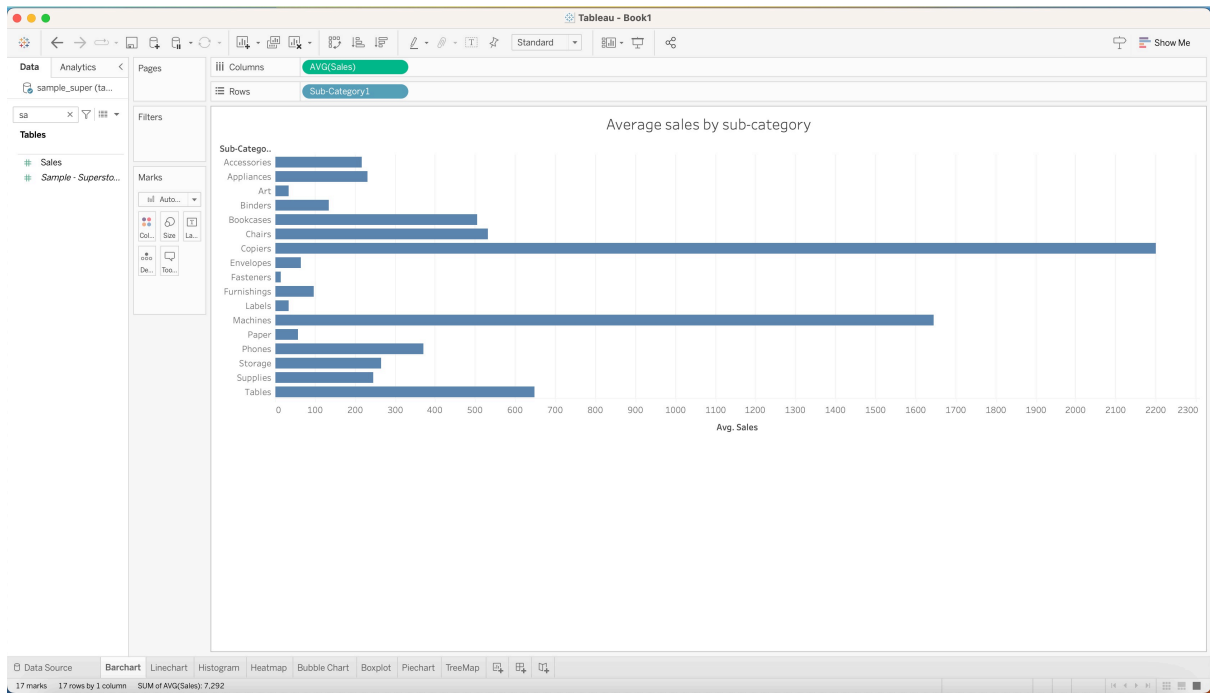 Tableau - Book1
Standard
Show Me
Data Analytics
sample_super (ta...
sa
Tables
Sales
Sample - Supersto...
Pages
Filters
Marks
Auto...
Col... Size La...
De... Too...
Columns AVG(Sales)
Rows Sub-Category1
Average sales by sub-category
Sub-Catego..
Accessories
Appliances
Art
Binders
Bookcases
Chairs
Copiers
Envelopes
Fasteners
Furnishings
Labels
Machines
Paper
Phones
Storage
Supplies
Tables
0 100 200 300 400 500 600 700 800 900 1000 1100 1200 1300 1400 1500 1600 1700 1800 1900 2000 2100 2200 2300
Avg. Sales
Data Source Barchart Linechart Histogram Heatmap Bubble Chart Boxplot Piechart TreeMap
17 marks 17 rows by 1 column SUM of AVG(Sales): 7,292